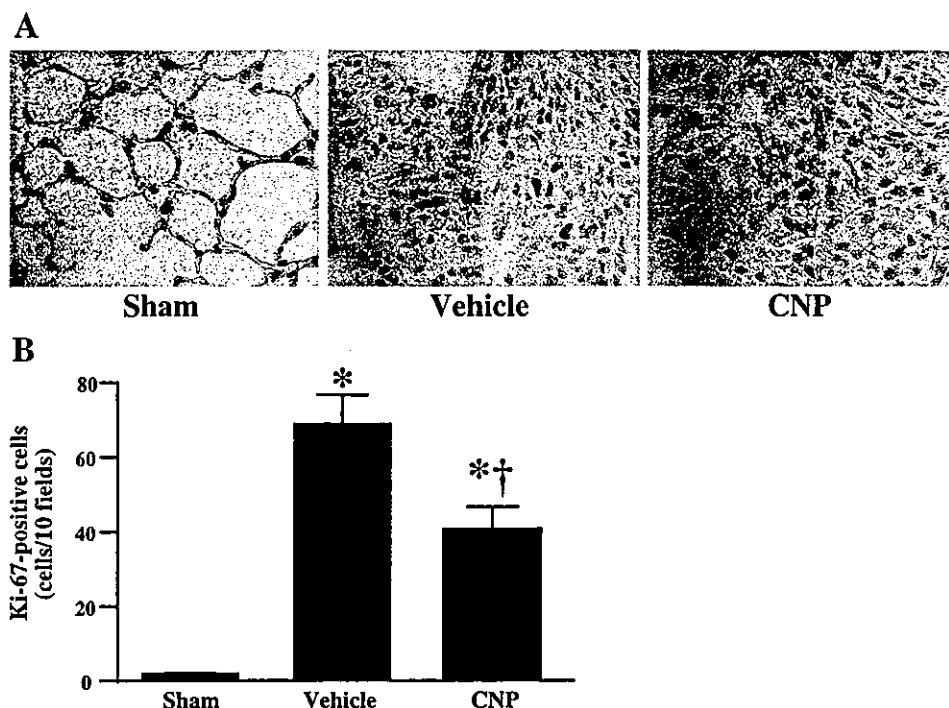 A
Sham Vehicle CNP
B
Ki-67-positive cells
(cells/10 fields)
80
60
40
20
0
*
*†
Sham Vehicle CNP